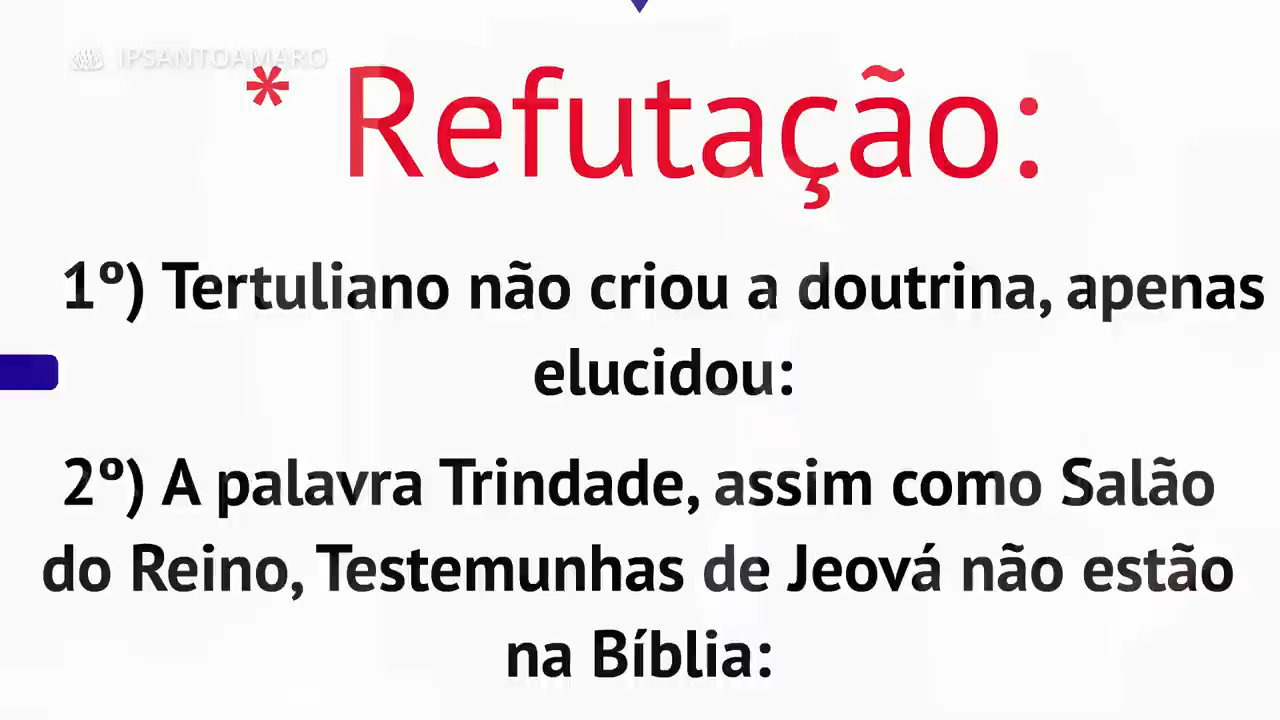 IPSANTOAMARO
* Refutação:
1º) Tertuliano não criou a doutrina, apenas
elucidou:
2º) A palavra Trindade, assim como Salão
do Reino, Testemunhas de Jeová não estão
na Bíblia: